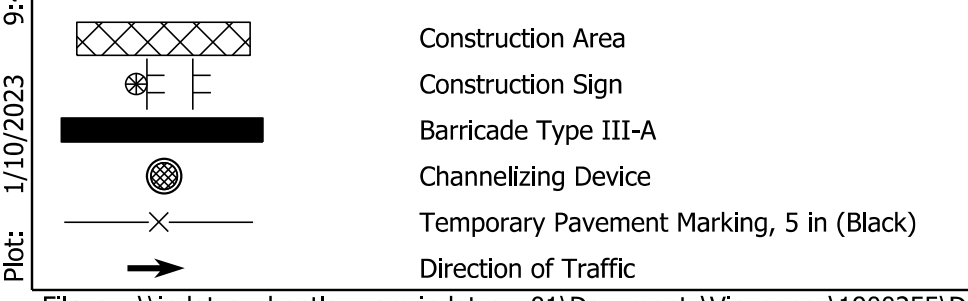 Construction Area
Construction Sign
Barricade Type III-A
Channelizing Device
Temporary Pavement Marking, 5 in (Black)
Direction of Traffic
Plot: 1/10/2023